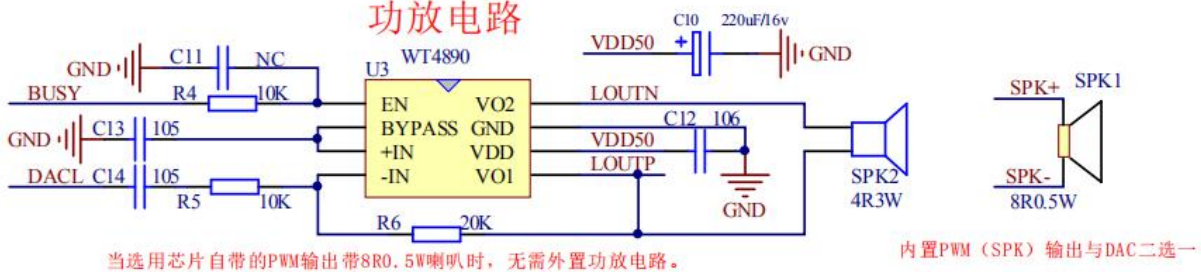 功放电路
C10 220uF/16v
VDD50
GND
WT4890
U3
C11 NC
GND
BUSY R4 10K
GND C13 105
DACL C14 105
R5 10K
EN VO2
BYPASS GND
+IN VDD
-IN VO1
LOUTN
C12 106
VDD50
LOUTP
GND
R6 20K
SPK2
4R3W
SPK1
SPK+
SPK-
8R0.5W
当选用芯片自带的PWM输出带8R0.5W喇叭时，无需外置功放电路。
内置PWM（SPK）输出与DAC二选一